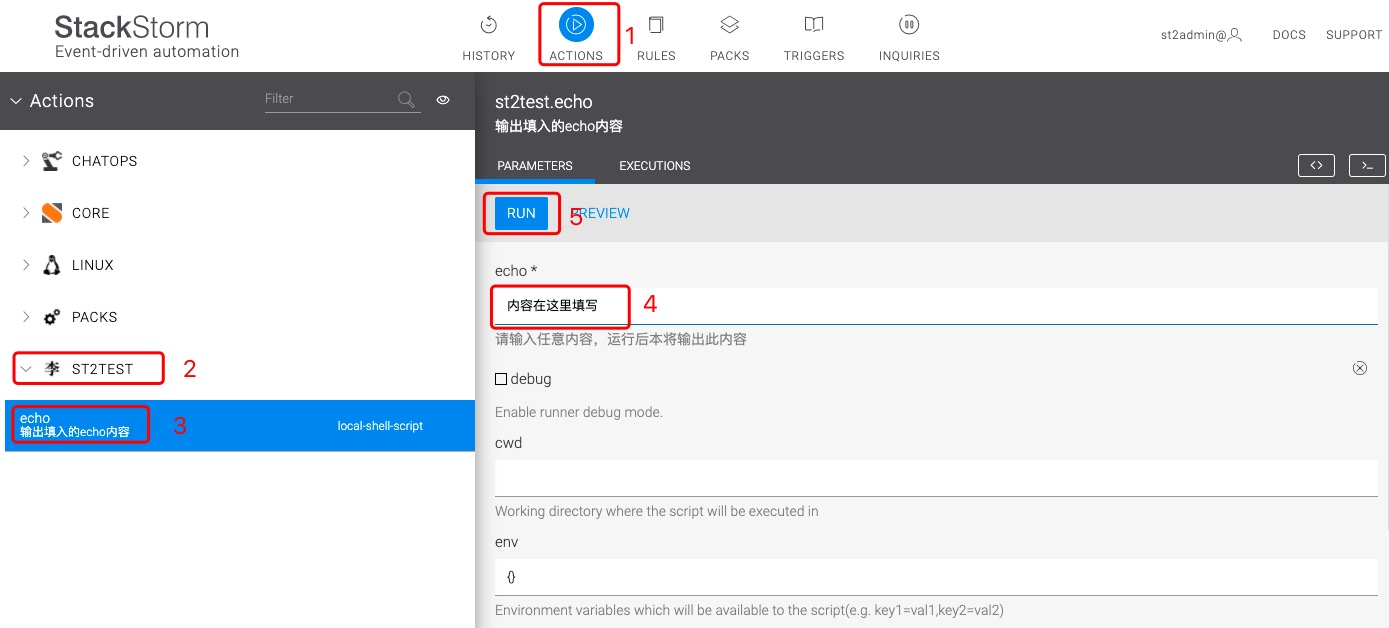 StackStorm
Event-driven automation
HISTORY
ACTIONS
1
RULES
PACKS
TRIGGERS
INQUIRIES
st2admin@
DOCS
SUPPORT
Actions
Filter
CHATOPS
CORE
LINUX
PACKS
李 ST2TEST
2
echo
输出填入的echo内容
3
local-shell-script
st2test.echo
输出填入的echo内容
PARAMETERS
EXECUTIONS
RUN
5
PREVIEW
echo *
内容在这里填写
4
请输入任意内容，运行后本将输出此内容
debug
Enable runner debug mode.
cwd
Working directory where the script will be executed in
env
{}
Environment variables which will be available to the script(e.g. key1=val1,key2=val2)